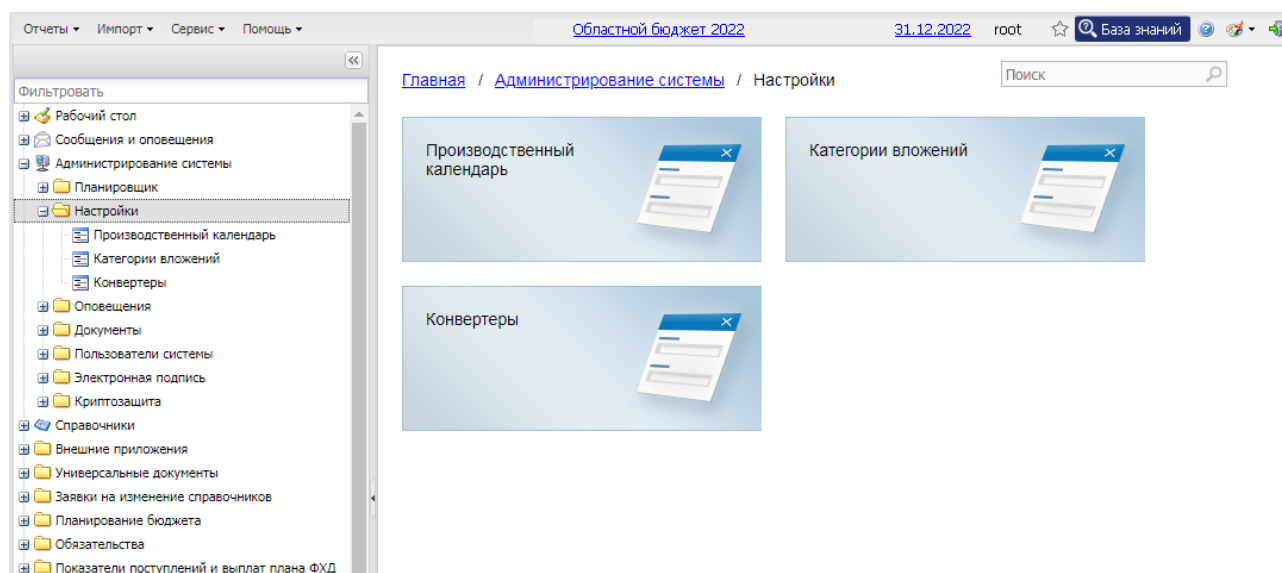 Отчеты Импорт Сервис Помощь Областной бюджет 2022 31.12.2022 root База знаний
Фильтровать
Рабочий стол
Сообщения и оповещения
Администрирование системы
Планировщик
Настройки
Производственный календарь
Категории вложений
Конвертеры
Оповещения
Документы
Пользователи системы
Электронная подпись
Криптозащита
Справочники
Внешние приложения
Универсальные документы
Заявки на изменение справочников
Планирование бюджета
Обязательства
Показатели поступлений и выплат плана ФХД
Главная / Администрирование системы / Настройки
Поиск
Производственный
календарь
Категории вложений
Конвертеры